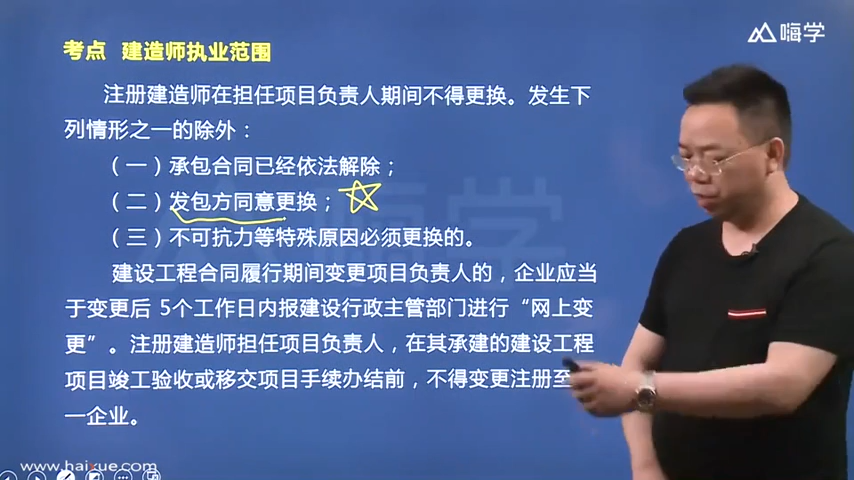 考点 建造师执业范围
嗨学
注册建造师在担任项目负责人期间不得更换。发生下
列情形之一的除外：
（一）承包合同已经依法解除；
（二）发包方同意更换；
（三）不可抗力等特殊原因必须更换的。
建设工程合同履行期间变更项目负责人的，企业应当
于变更后 5个工作日内报建设行政主管部门进行“网上变
更”。注册建造师担任项目负责人，在其承建的建设工程
项目竣工验收或移交项目手续办结前，不得变更注册至
一企业。
www.haixue.com